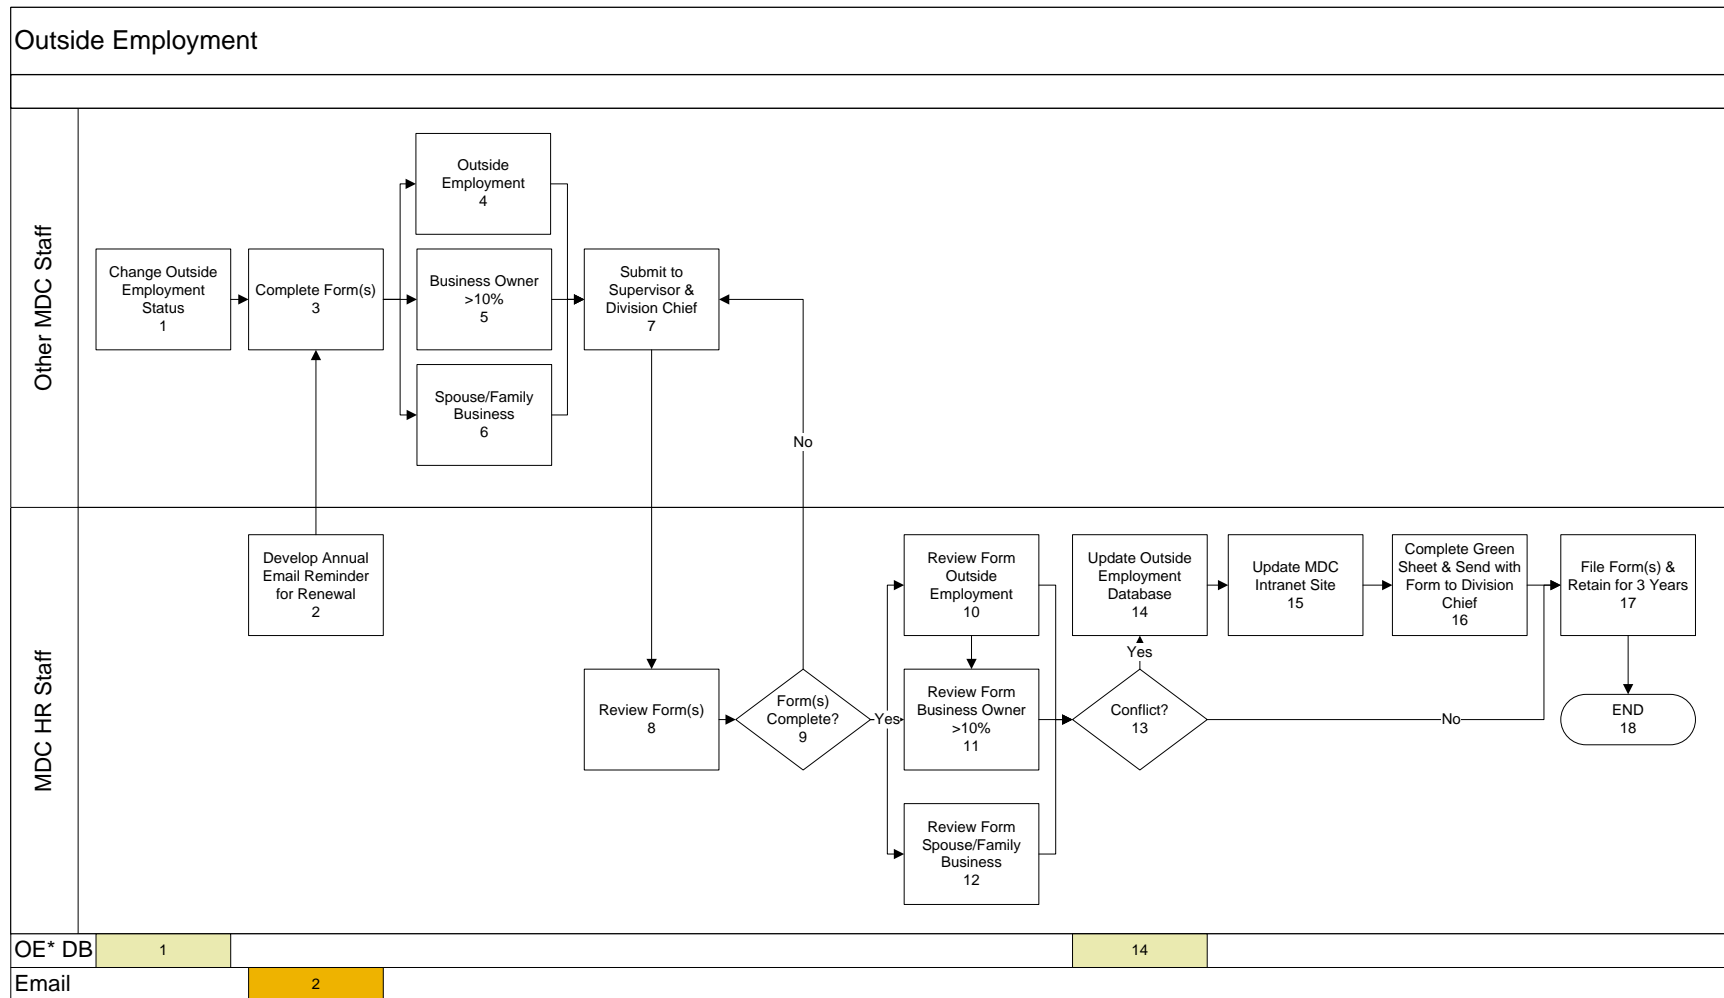 Outside Employment
Other MDC Staff
Change Outside
Employment
Status
1
Complete Form(s)
3
Outside
Employment
4
Business Owner
>10%
5
Spouse/Family
Business
6
Submit to
Supervisor &
Division Chief
7
No
MDC HR Staff
Develop Annual
Email Reminder
for Renewal
2
Review Form(s)
8
Form(s)
Complete?
9
Yes
Review Form
Outside
Employment
10
Review Form
Business Owner
>10%
11
Review Form
Spouse/Family
Business
12
Conflict?
13
Yes
No
Update Outside
Employment
Database
14
Update MDC
Intranet Site
15
Complete Green
Sheet & Send with
Form to Division
Chief
16
File Form(s) &
Retain for 3 Years
17
END
18
OE* DB
1
14
Email
2